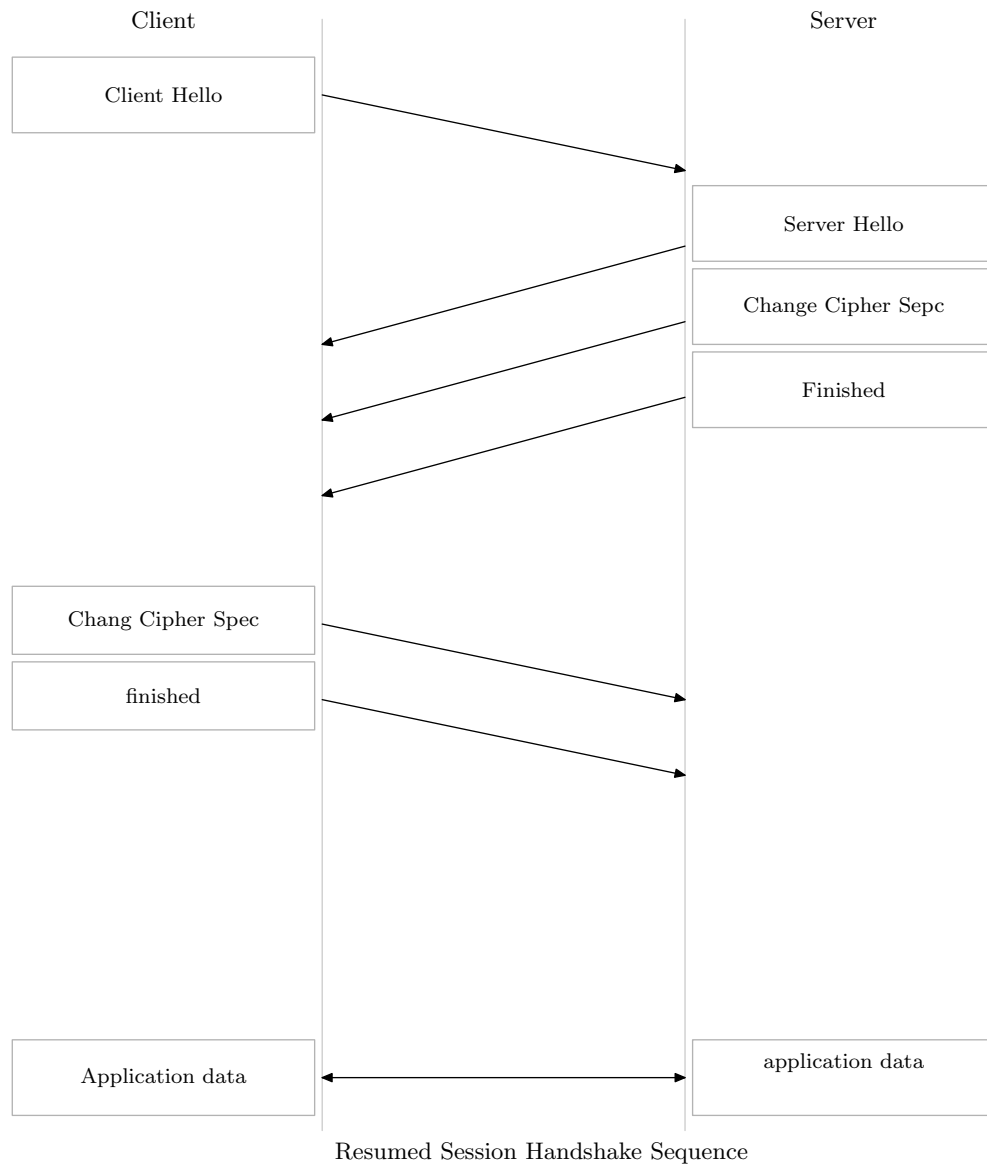 Client
Server
Client Hello
Server Hello
Change Cipher Sepc
Finished
Chang Cipher Spec
finished
Application data
application data
Resumed Session Handshake Sequence